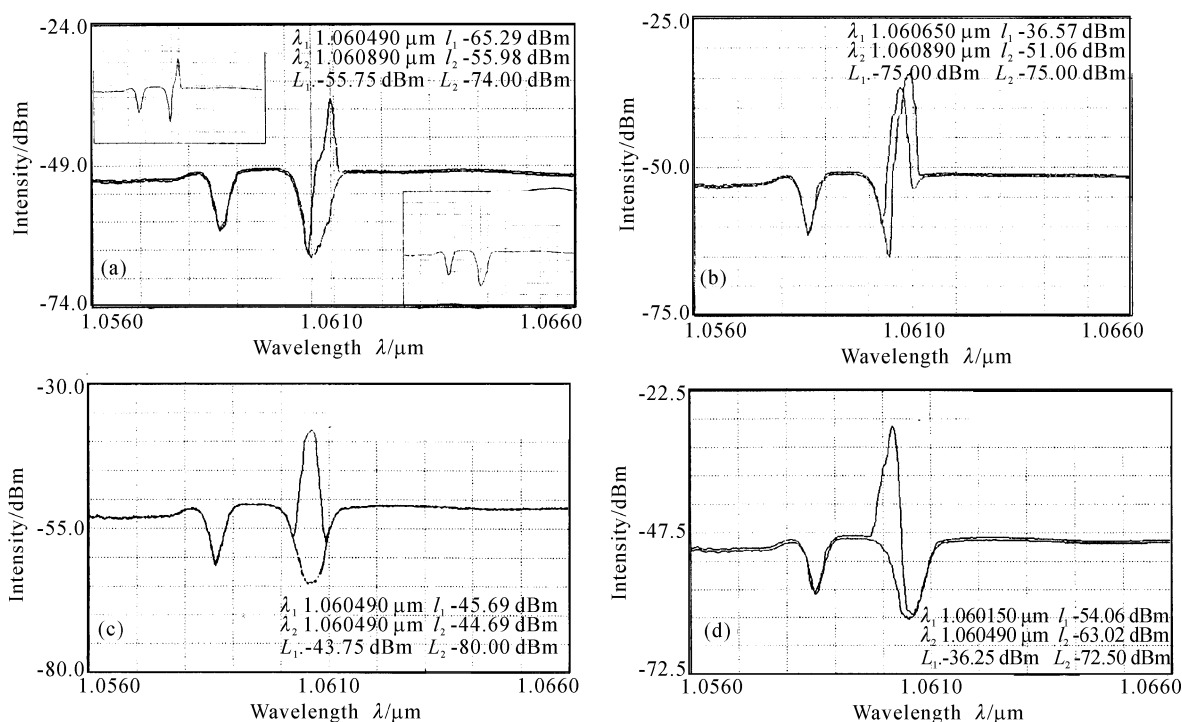 -24.0
λ₁ 1.060490 μm l₁ -65.29 dBm
λ₂ 1.060890 μm l₂ -55.98 dBm
L₁.-55.75 dBm L₂ -74.00 dBm
Intensity/dBm
-49.0
(a)
-74.0
1.0560 1.0610 1.0660
Wavelength λ/μm
-25.0
λ₁ 1.060650 μm l₁ -36.57 dBm
λ₂ 1.060890 μm l₂ -51.06 dBm
L₁.-75.00 dBm L₂ -75.00 dBm
Intensity/dBm
-50.0
(b)
-75.0
1.0560 1.0610 1.0660
Wavelength λ/μm
-30.0
Intensity/dBm
-55.0
λ₁ 1.060490 μm l₁ -45.69 dBm
λ₂ 1.060490 μm l₂ -44.69 dBm
(c)
L₁.-43.75 dBm L₂ -80.00 dBm
-80.0
1.0560 1.0610 1.0660
Wavelength λ/μm
-22.5
Intensity/dBm
-47.5
λ₁ 1.060150 μm l₁ -54.06 dBm
(d)
λ₂ 1.060490 μm l₂ -63.02 dBm
L₁.-36.25 dBm L₂ -72.50 dBm
-72.5
1.0560 1.0610 1.0660
Wavelength λ/μm